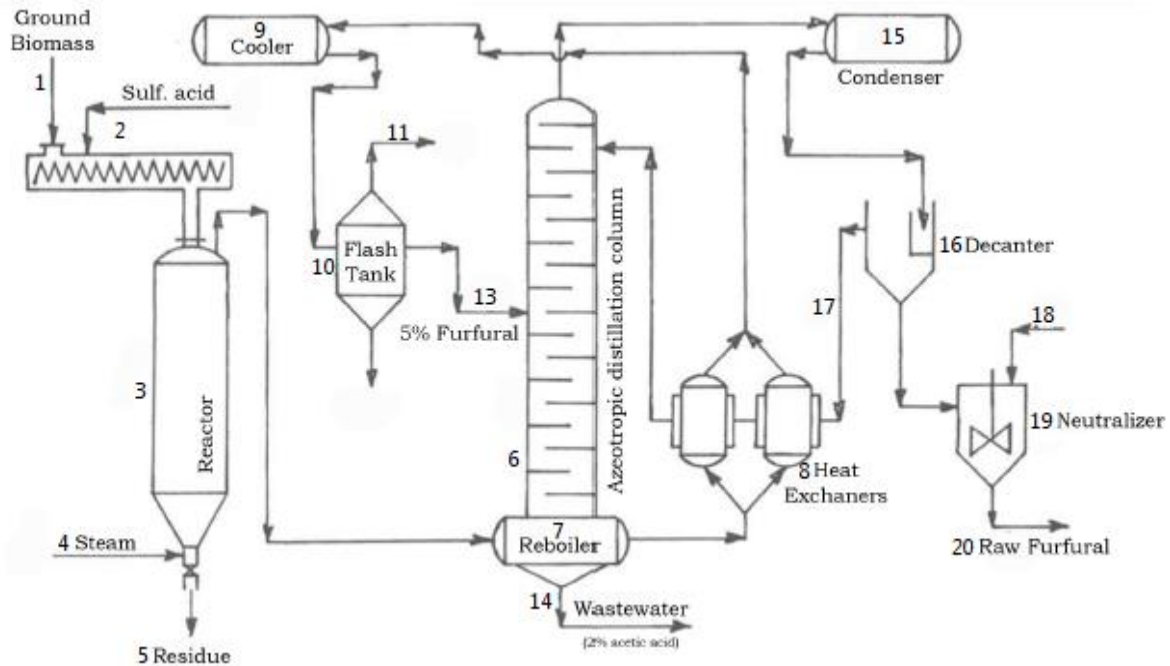 Ground
Biomass
1
Sulf. acid
2
9
Cooler
15
Condenser
11
10
Flash
Tank
13
5% Furfural
Azeotropic distillation column
16 Decanter
17
18
3
Reactor
6
8 Heat
Exchaners
19 Neutralizer
4 Steam
7
Reboiler
20 Raw Furfural
14
Wastewater
(2% acetic acid)
5 Residue